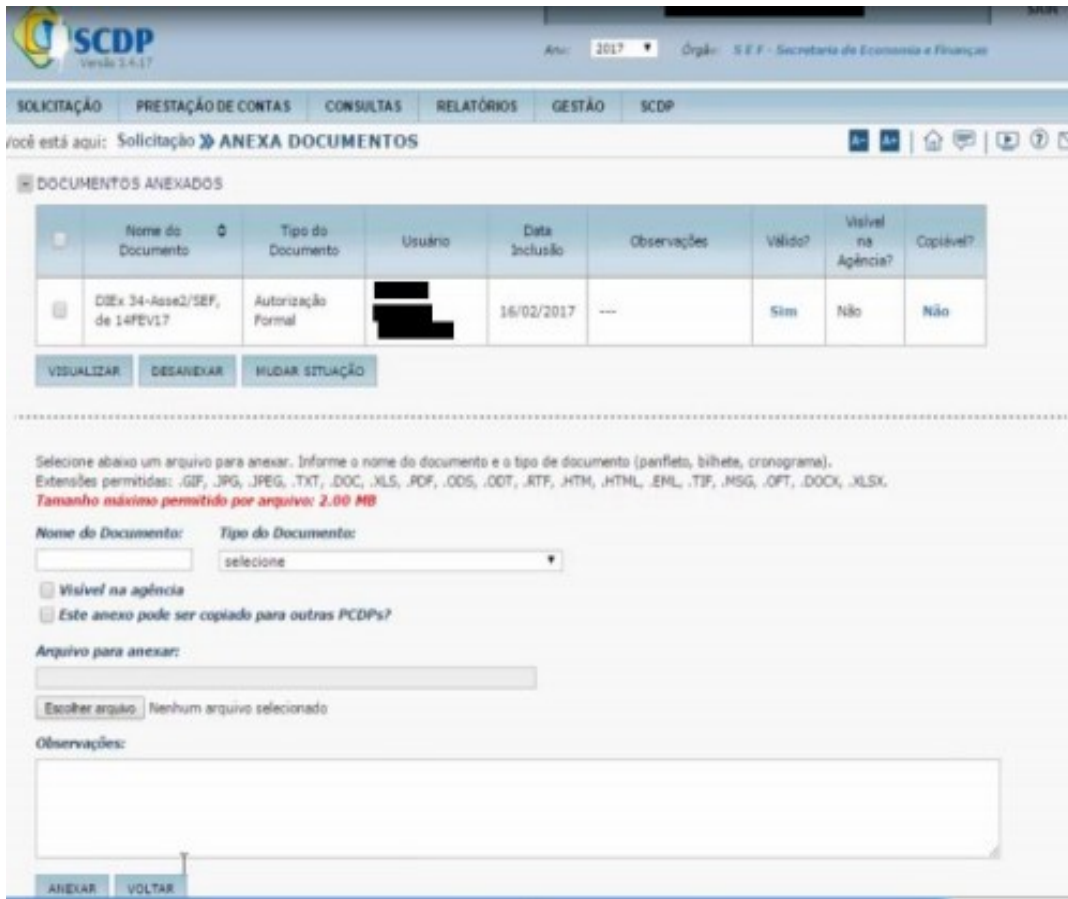 SAIR
SCDP
Versão 3.4.17
Ano: 2017 Órgão: S E F - Secretaria de Economia e Finanças
SOLICITAÇÃO PRESTAÇÃO DE CONTAS CONSULTAS RELATÓRIOS GESTÃO SCDP
Você está aqui: Solicitação » ANEXA DOCUMENTOS A- A+
DOCUMENTOS ANEXADOS
Nome do Documento Tipo do Documento Usuário Data Inclusão Observações Válido? Visível na Agência? Copiável?
DIEx 34-Asse2/SEF, de 14FEV17 Autorização Formal 16/02/2017 --- Sim Não Não
VISUALIZAR DESANEXAR MUDAR SITUAÇÃO
Selecione abaixo um arquivo para anexar. Informe o nome do documento e o tipo de documento (panfleto, bilhete, cronograma).
Extensões permitidas: .GIF, .JPG, .JPEG, .TXT, .DOC, .XLS, .PDF, .ODS, .ODT, .RTF, .HTM, .HTML, .EML, .TIF, .MSG, .OFT, .DOCX, .XLSX.
Tamanho máximo permitido por arquivo: 2.00 MB
Nome do Documento: Tipo do Documento:
selecione
Visível na agência
Este anexo pode ser copiado para outras PCDPs?
Arquivo para anexar:
Escolher arquivo Nenhum arquivo selecionado
Observações:
ANEXAR VOLTAR